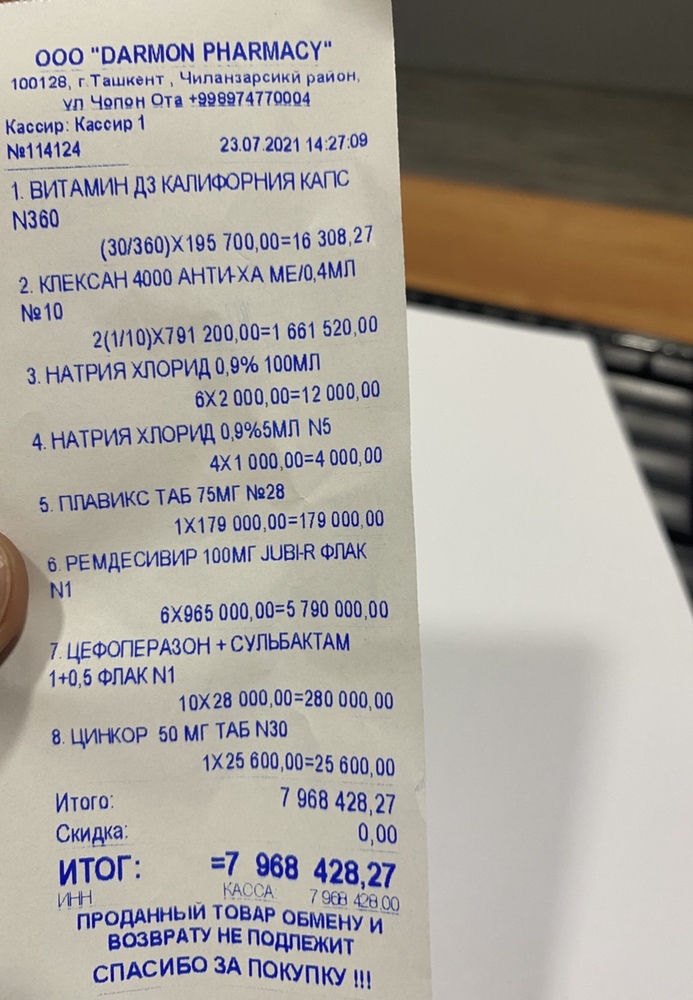 ООО "DARMON PHARMACY"
100128, г.Ташкент , Чиланзарсикй район,
ул Чопон Ота +998974770004
Кассир: Кассир 1
№114124 23.07.2021 14:27:09
1. ВИТАМИН Д3 КАЛИФОРНИЯ КАПС
N360
(30/360)X195 700,00=16 308,27
2. КЛЕКСАН 4000 АНТИ-ХА МЕ/0,4МЛ
№10
2(1/10)X791 200,00=1 661 520,00
3. НАТРИЯ ХЛОРИД 0,9% 100МЛ
6X2 000,00=12 000,00
4. НАТРИЯ ХЛОРИД 0,9%5МЛ N5
4X1 000,00=4 000,00
5. ПЛАВИКС ТАБ 75МГ №28
1X179 000,00=179 000,00
6. РЕМДЕСИВИР 100МГ JUBI-R ФЛАК
N1
6X965 000,00=5 790 000,00
7. ЦЕФОПЕРАЗОН + СУЛЬБАКТАМ
1+0,5 ФЛАК N1
10X28 000,00=280 000,00
8. ЦИНКОР 50 МГ ТАБ N30
1X25 600,00=25 600,00
Итого: 7 968 428,27
Скидка: 0,00
ИТОГ: =7 968 428,27
ИНН КАССА 7 968 428.00
ПРОДАННЫЙ ТОВАР ОБМЕНУ И
ВОЗВРАТУ НЕ ПОДЛЕЖИТ
СПАСИБО ЗА ПОКУПКУ !!!